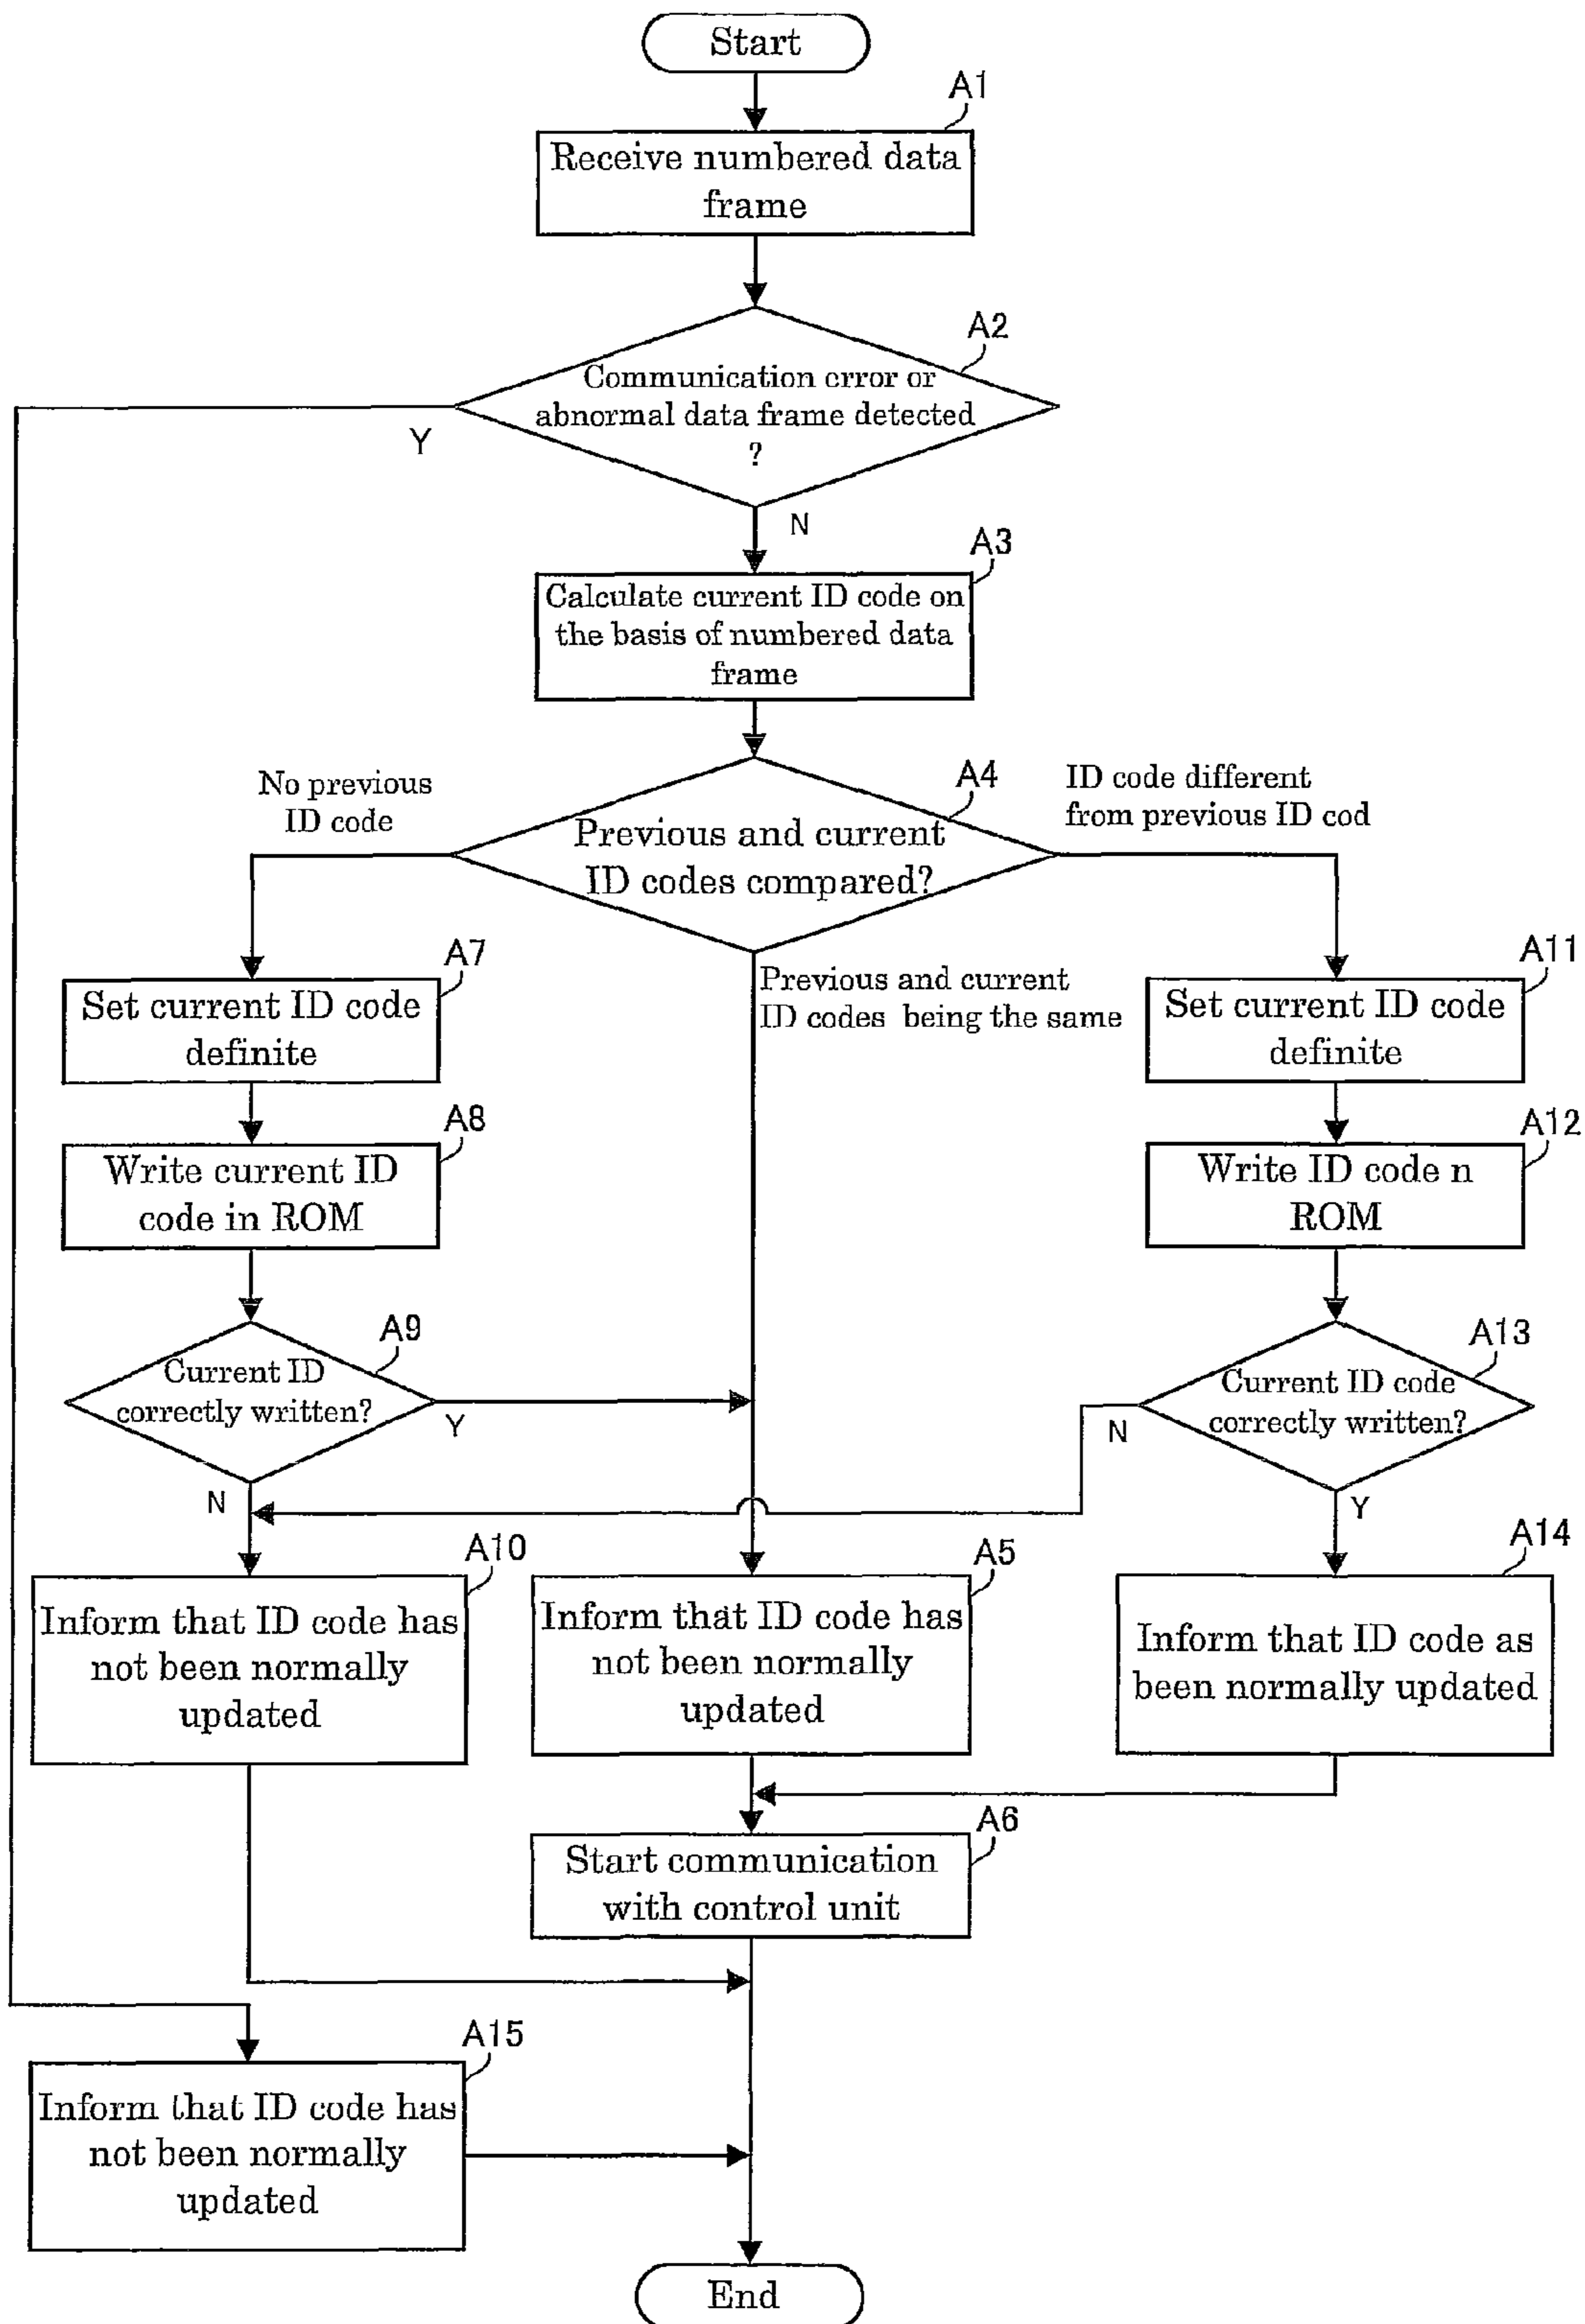 Start
A1
Receive numbered data
frame
A2
Communication error or
abnormal data frame detected
?
Y
N
A3
Calculate current ID code on
the basis of numbered data
frame
No previous
ID code
A4
ID code different
from previous ID cod
Previous and current
ID codes compared?
Previous and current
ID codes being the same
A7
Set current ID code
definite
A11
Set current ID code
definite
A8
Write current ID
code in ROM
A12
Write ID code n
ROM
A9
Current ID
correctly written?
Y
N
A13
Current ID code
correctly written?
N
Y
A10
Inform that ID code has
not been normally
updated
A5
Inform that ID code has
not been normally
updated
A14
Inform that ID code as
been normally updated
A6
Start communication
with control unit
A15
Inform that ID code has
not been normally
updated
End